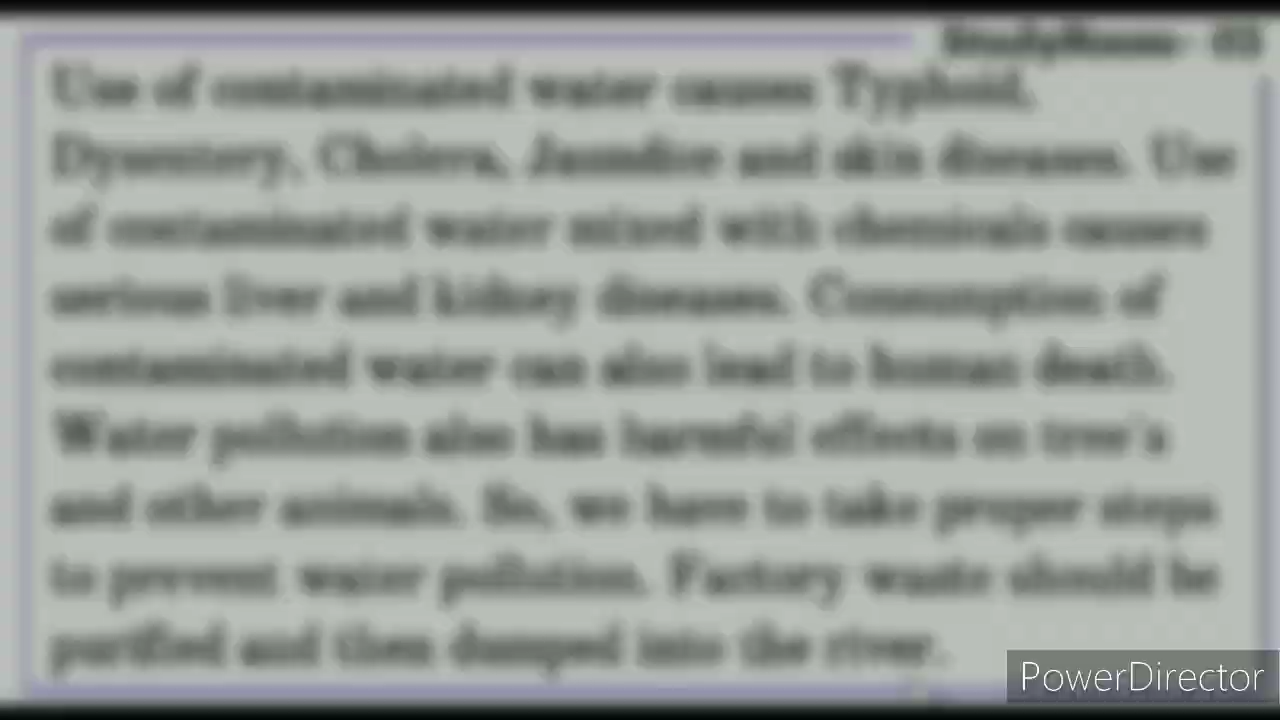 StudyRoom- 03
Use of contaminated water causes Typhoid,
Dysentery, Cholera, Jaundice and skin diseases. Use
of contaminated water mixed with chemicals causes
serious liver and kidney diseases. Consumption of
contaminated water can also lead to human death.
Water pollution also has harmful effects on tree's
and other animals. So, we have to take proper steps
to prevent water pollution. Factory waste should be
purified and then dumped into the river.
PowerDirector